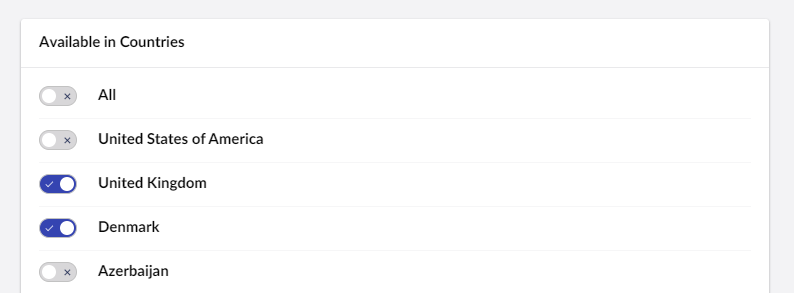 Available in Countries
All
United States of America
United Kingdom
Denmark
Azerbaijan